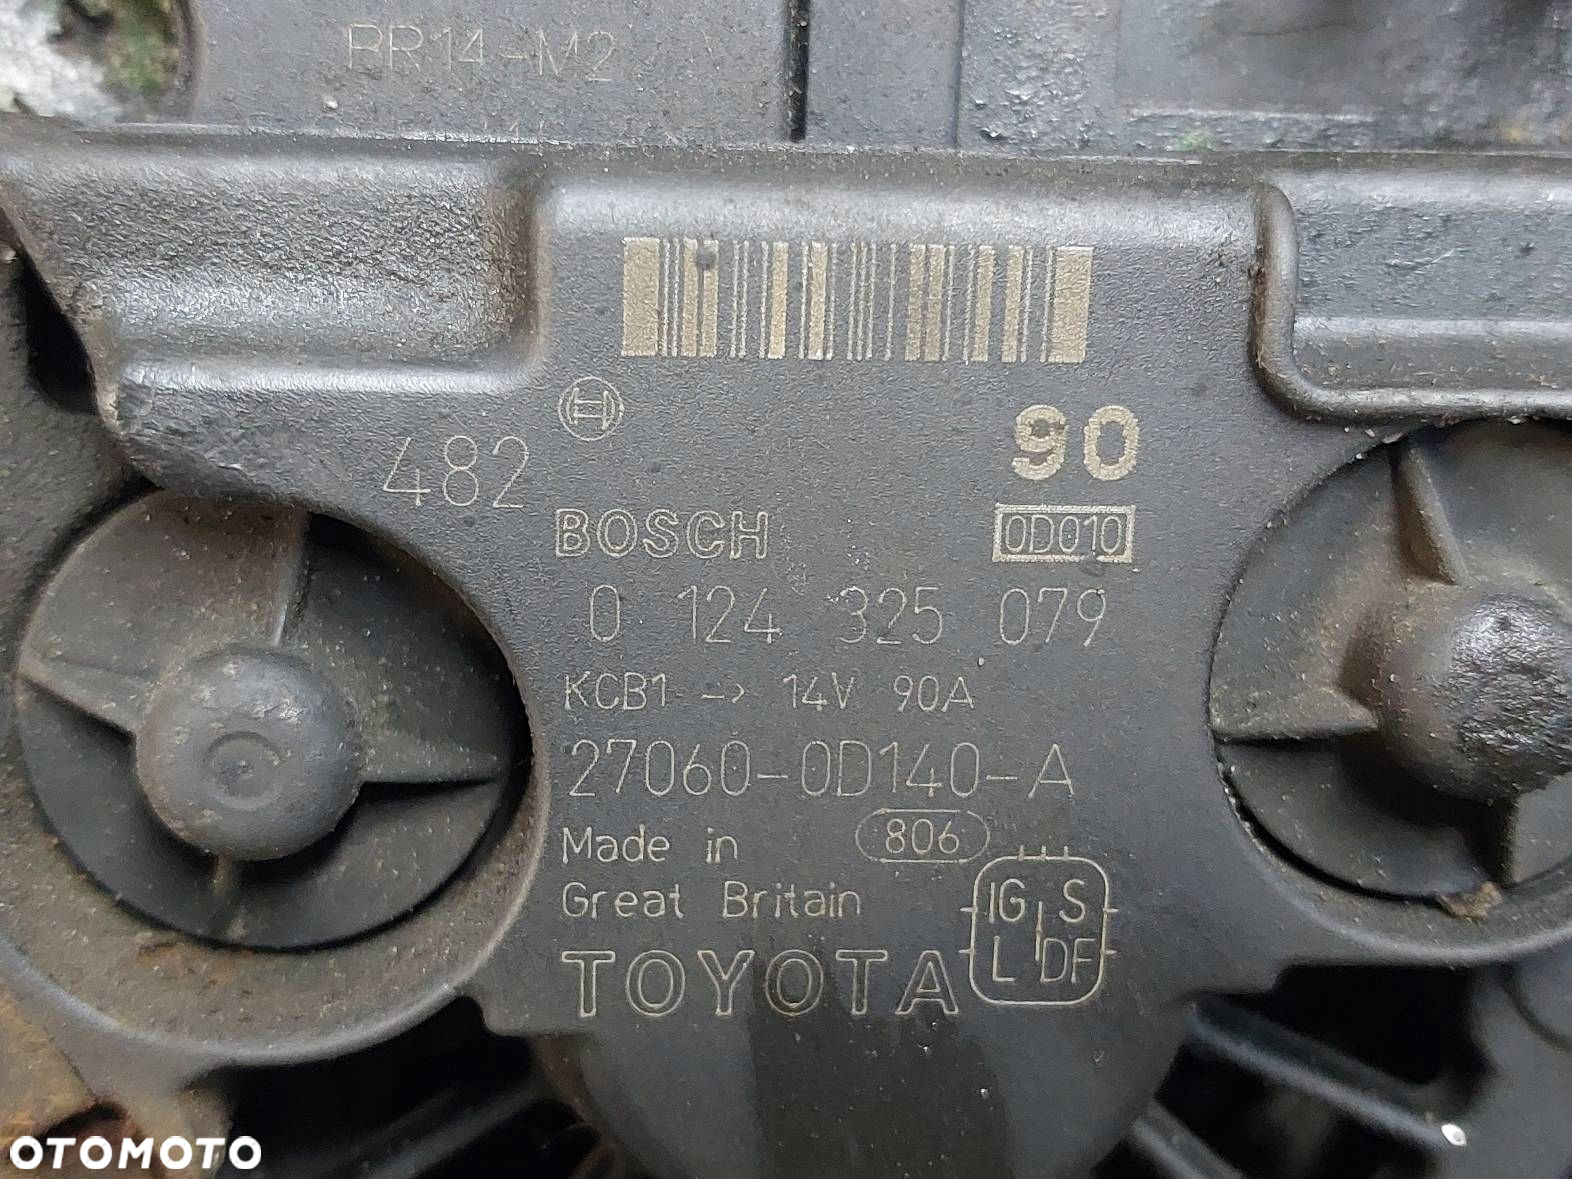 RR14-M2
90
482
BOSCH
0D010
0 124 325 079
KCB1 -> 14V 90A
27060-0D140-A
Made in
806
Great Britain
IG S
L DF
TOYOTA
OTOMOTO